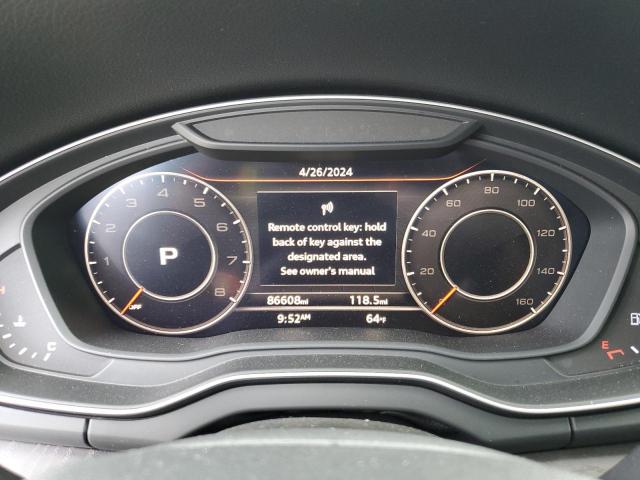 4/26/2024
Remote control key: hold
back of key against the
designated area.
See owner's manual
86608mi 118.5mi
9:52AM 64°F
P
1 2 3 4 5 6 7 8
OFF
20 40 60 80 100 120 140 160
C
E